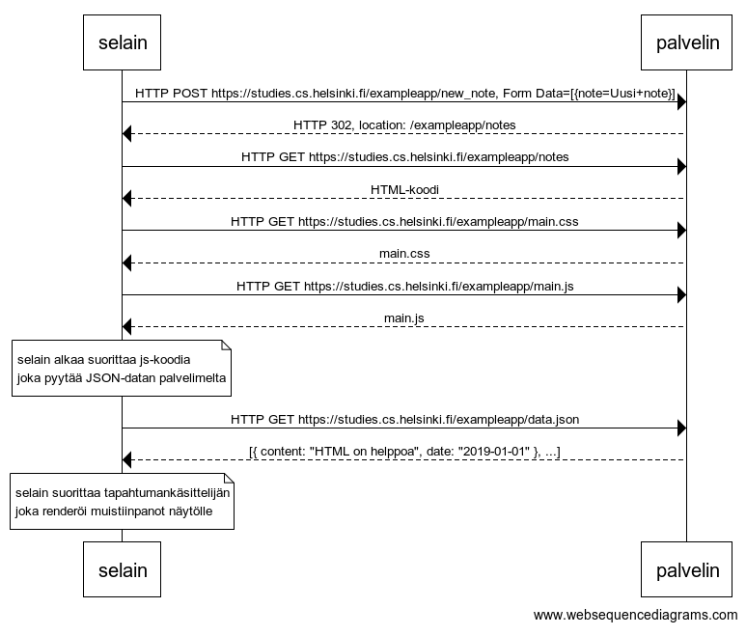 selain
palvelin
HTTP POST https://studies.cs.helsinki.fi/exampleapp/new_note, Form Data=[{note=Uusi+note}]
HTTP 302, location: /exampleapp/notes
HTTP GET https://studies.cs.helsinki.fi/exampleapp/notes
HTML-koodi
HTTP GET https://studies.cs.helsinki.fi/exampleapp/main.css
main.css
HTTP GET https://studies.cs.helsinki.fi/exampleapp/main.js
main.js
selain alkaa suorittaa js-koodia
joka pyytää JSON-datan palvelimelta
HTTP GET https://studies.cs.helsinki.fi/exampleapp/data.json
[{ content: "HTML on helppoa", date: "2019-01-01" }, ...]
selain suorittaa tapahtumankäsittelijän
joka renderöi muistiinpanot näytölle
selain
palvelin
www.websequencediagrams.com